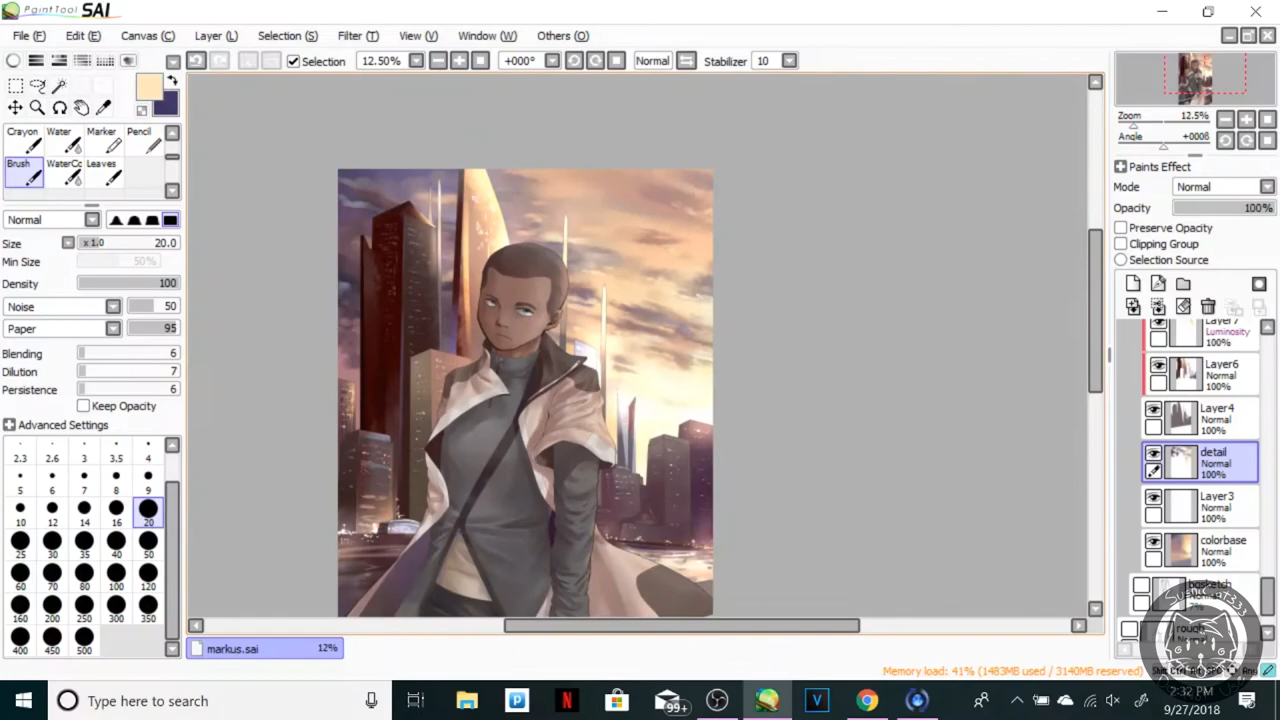 PaintTool SAI
File (F) Edit (E) Canvas (C) Layer (L) Selection (S) Filter (T) View (V) Window (W) Others (O)
Selection 12.50% +000° Normal Stabilizer 10
Zoom 12.5%
Angle
Crayon Water Marker Pencil
Brush Leaves
Normal
Size x 1.0 20.0
Min Size 50%
Density 100
Noise 50
Paper 95
Blending 6
Dilution 7
Persistence 6
Keep Opacity
Advanced Settings
2.3 2.6 3 3.5 4
5 6 7 8 9
10 12 14 16 20
25 30 35 40 50
60 70 80 100 120
160 200 250 300 350
400 450 500
Paints Effect
Mode Normal
Opacity 100%
Preserve Opacity
Clipping Group
Selection Source
Layer7
Luminosity
100%
Layer6
Normal
100%
Layer4
Normal
100%
detail
Normal
100%
Layer3
Normal
100%
colorbase
Normal
100%
rough
markus.sai 12%
Memory load: 41% (1483MB used / 3140MB reserved)
Type here to search
99+
2:32 PM
9/27/2018